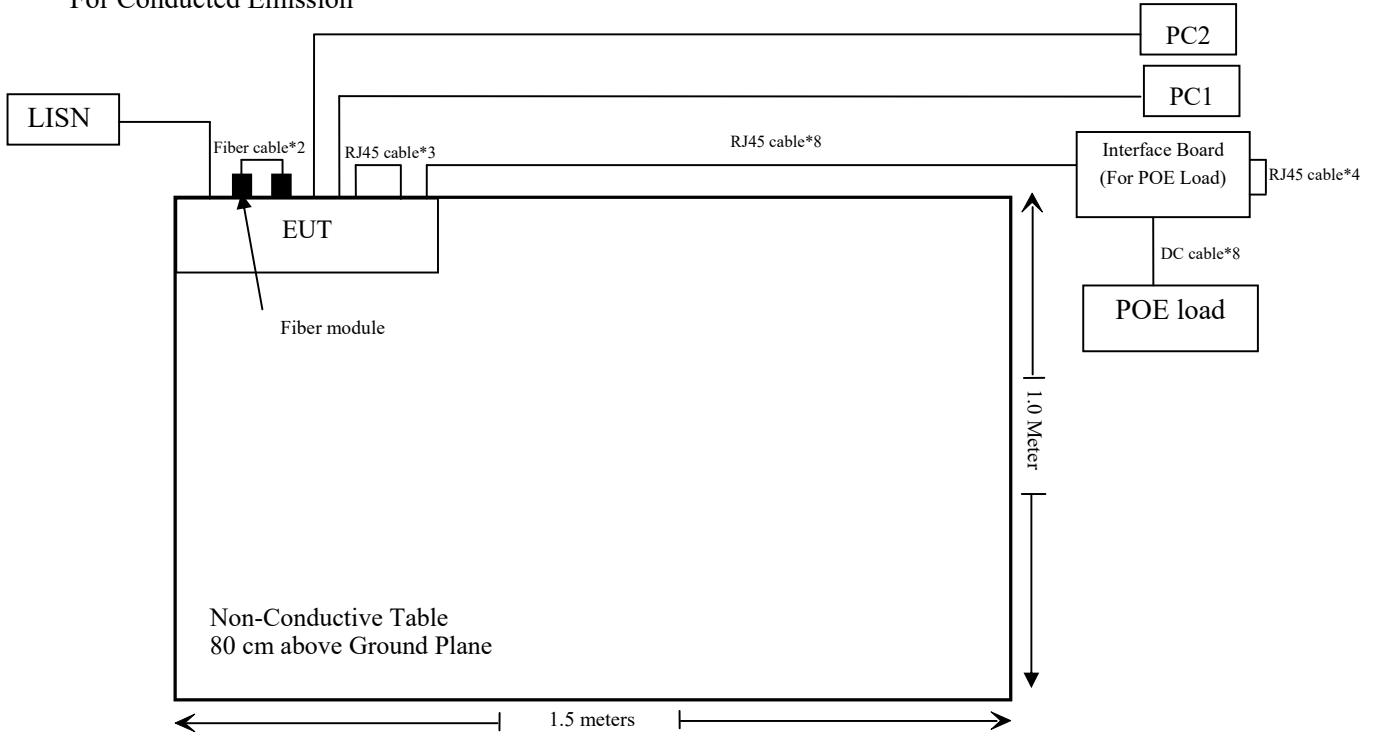 For Conducted Emission
PC2
PC1
LISN
Fiber cable*2
RJ45 cable*3
RJ45 cable*8
Interface Board
(For POE Load)
RJ45 cable*4
EUT
DC cable*8
POE load
Fiber module
1.0 Meter
Non-Conductive Table
80 cm above Ground Plane
1.5 meters